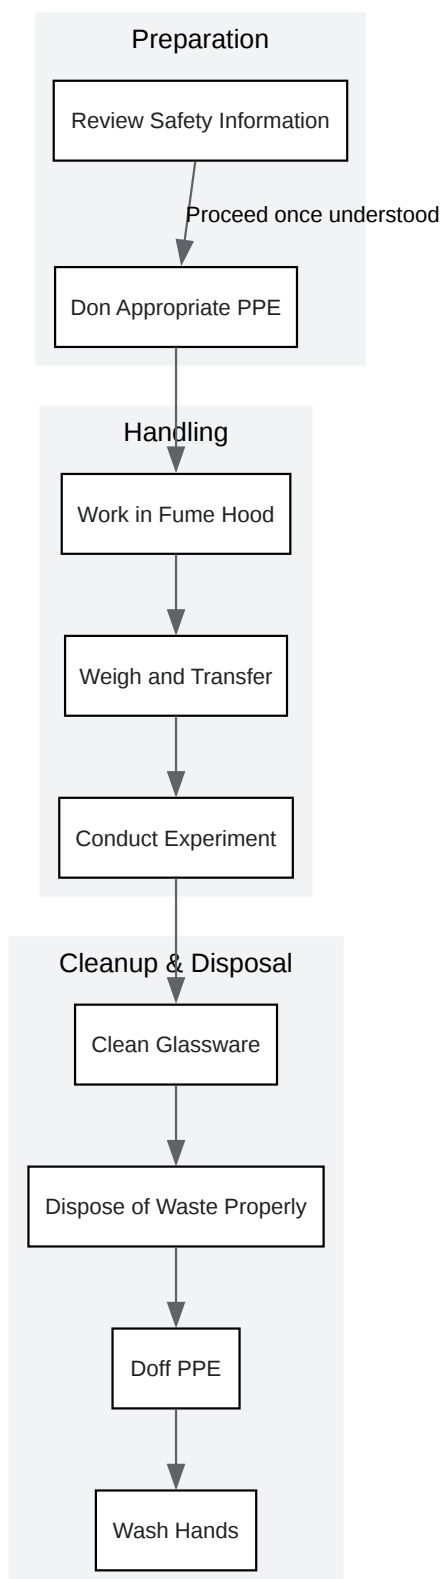 Preparation
Review Safety Information
Proceed once understood
Don Appropriate PPE
Handling
Work in Fume Hood
Weigh and Transfer
Conduct Experiment
Cleanup & Disposal
Clean Glassware
Dispose of Waste Properly
Doff PPE
Wash Hands